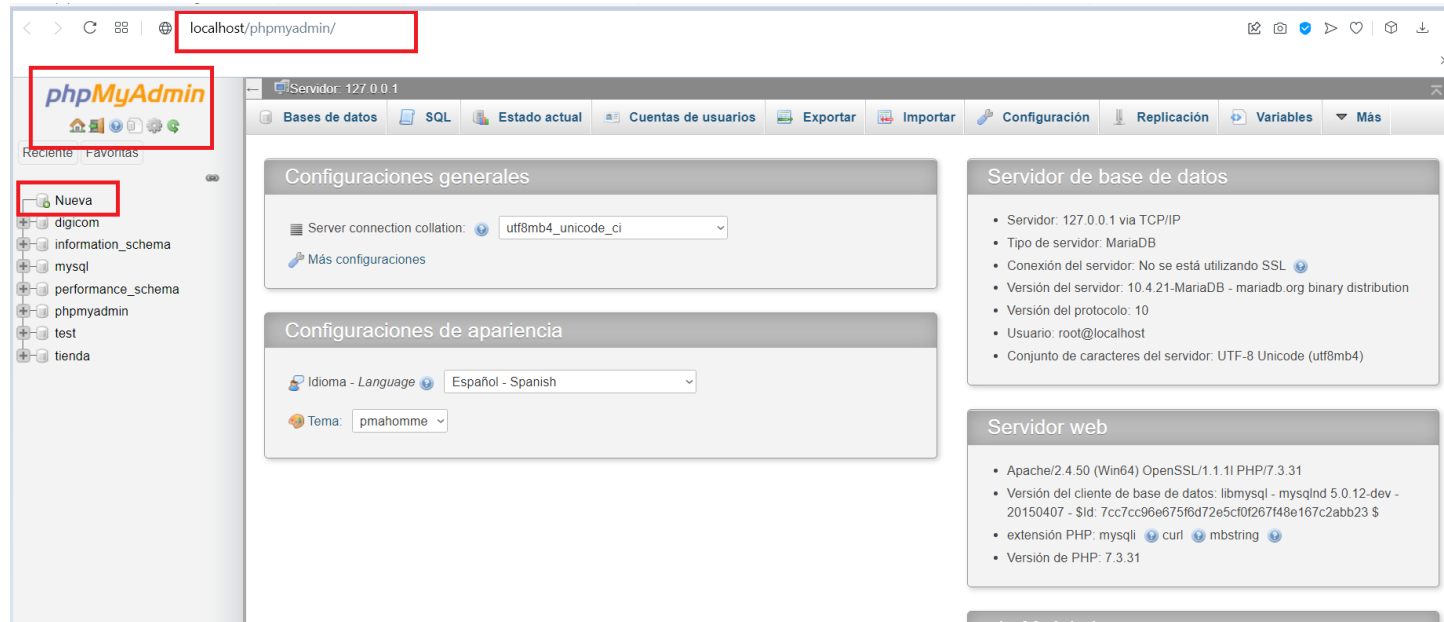 localhost/phpmyadmin/
phpMyAdmin
Reciente Favoritas
Nueva
digicom
information_schema
mysql
performance_schema
phpmyadmin
test
tienda
Servidor: 127.0.0.1
Bases de datos SQL Estado actual Cuentas de usuarios Exportar Importar Configuración Replicación Variables Más
Configuraciones generales
Server connection collation: utf8mb4_unicode_ci
Más configuraciones
Configuraciones de apariencia
Idioma - Language Español - Spanish
Tema: pmahomme
Servidor de base de datos
• Servidor: 127.0.0.1 via TCP/IP
• Tipo de servidor: MariaDB
• Conexión del servidor: No se está utilizando SSL
• Versión del servidor: 10.4.21-MariaDB - mariadb.org binary distribution
• Versión del protocolo: 10
• Usuario: root@localhost
• Conjunto de caracteres del servidor: UTF-8 Unicode (utf8mb4)
Servidor web
• Apache/2.4.50 (Win64) OpenSSL/1.1.1l PHP/7.3.31
• Versión del cliente de base de datos: libmysql - mysqlnd 5.0.12-dev -
20150407 - $Id: 7cc7cc96e675f6d72e5cf0f267f48e167c2abb23 $
• extensión PHP: mysqli curl mbstring
• Versión de PHP: 7.3.31